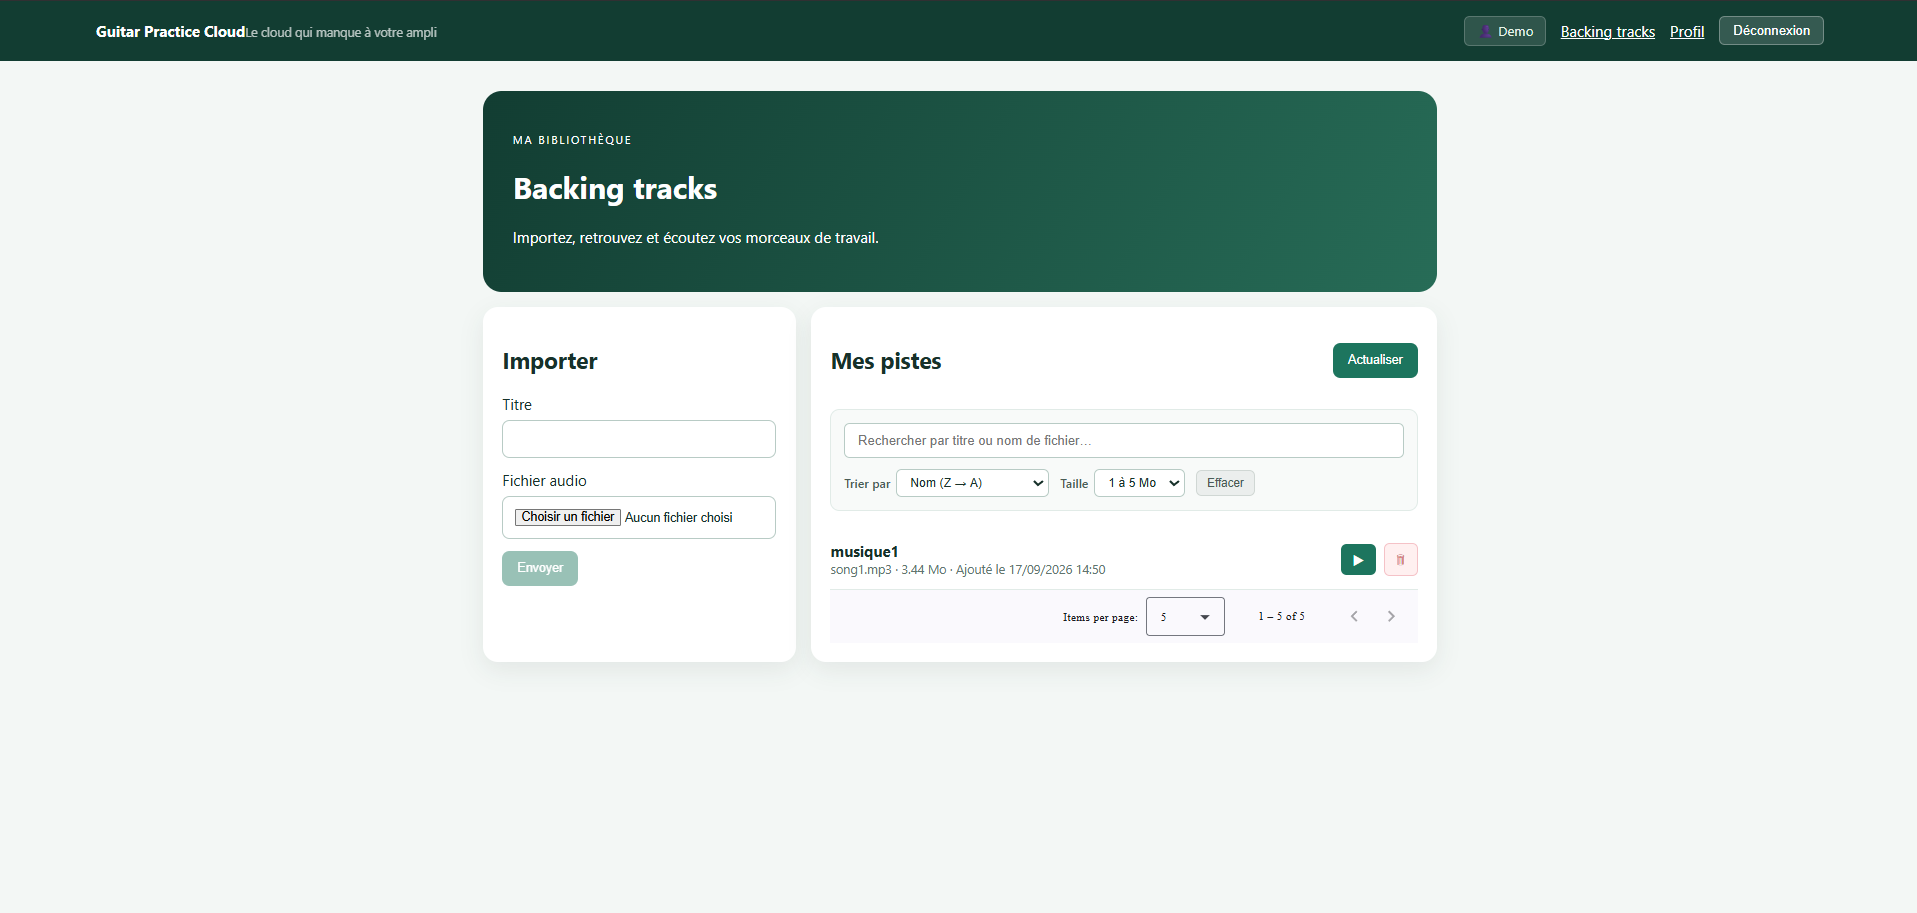 Guitar Practice Cloud Le cloud qui manque à votre ampli
Demo
Backing tracks
Profil
Déconnexion
MA BIBLIOTHÈQUE
Backing tracks
Importez, retrouvez et écoutez vos morceaux de travail.
Importer
Titre
Fichier audio
Choisir un fichier Aucun fichier choisi
Envoyer
Mes pistes
Actualiser
Rechercher par titre ou nom de fichier…
Trier par Nom (Z → A) Taille 1 à 5 Mo Effacer
musique1
song1.mp3 · 3.44 Mo · Ajouté le 17/09/2026 14:50
Items per page: 5 1 – 5 of 5